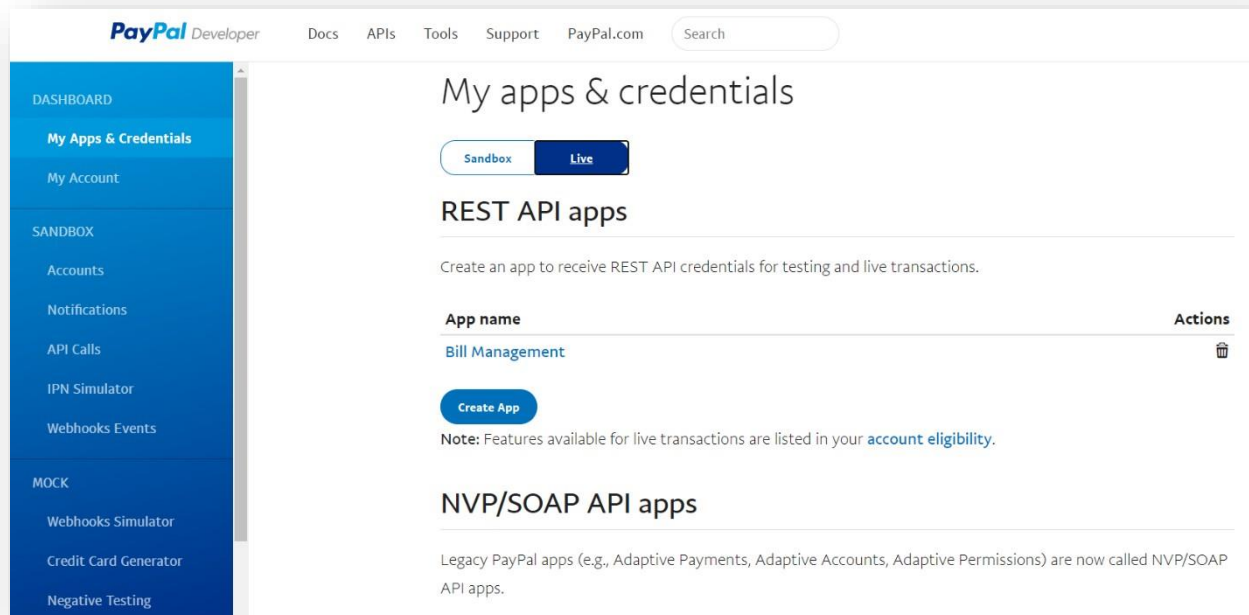 PayPal Developer Docs APIs Tools Support PayPal.com Search
DASHBOARD
My Apps & Credentials
My Account
SANDBOX
Accounts
Notifications
API Calls
IPN Simulator
Webhooks Events
MOCK
Webhooks Simulator
Credit Card Generator
Negative Testing
My apps & credentials
Sandbox Live
REST API apps
Create an app to receive REST API credentials for testing and live transactions.
App name Actions
Bill Management
Create App
Note: Features available for live transactions are listed in your account eligibility.
NVP/SOAP API apps
Legacy PayPal apps (e.g., Adaptive Payments, Adaptive Accounts, Adaptive Permissions) are now called NVP/SOAP
API apps.